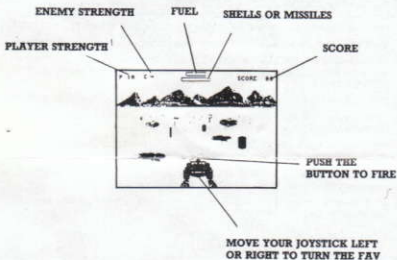 ENEMY STRENGTH
FUEL
SHELLS OR MISSILES
PLAYER STRENGTH
SCORE
SCORE
PUSH THE
BUTTON TO FIRE
MOVE YOUR JOYSTICK LEFT
OR RIGHT TO TURN THE FAV